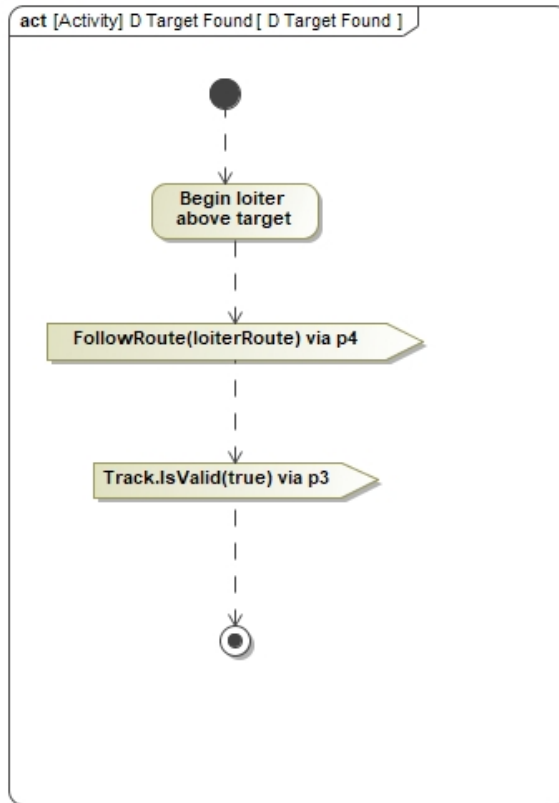 act [Activity] D Target Found [ D Target Found ]
Begin loiter
above target
FollowRoute(loiterRoute) via p4
Track.IsValid(true) via p3